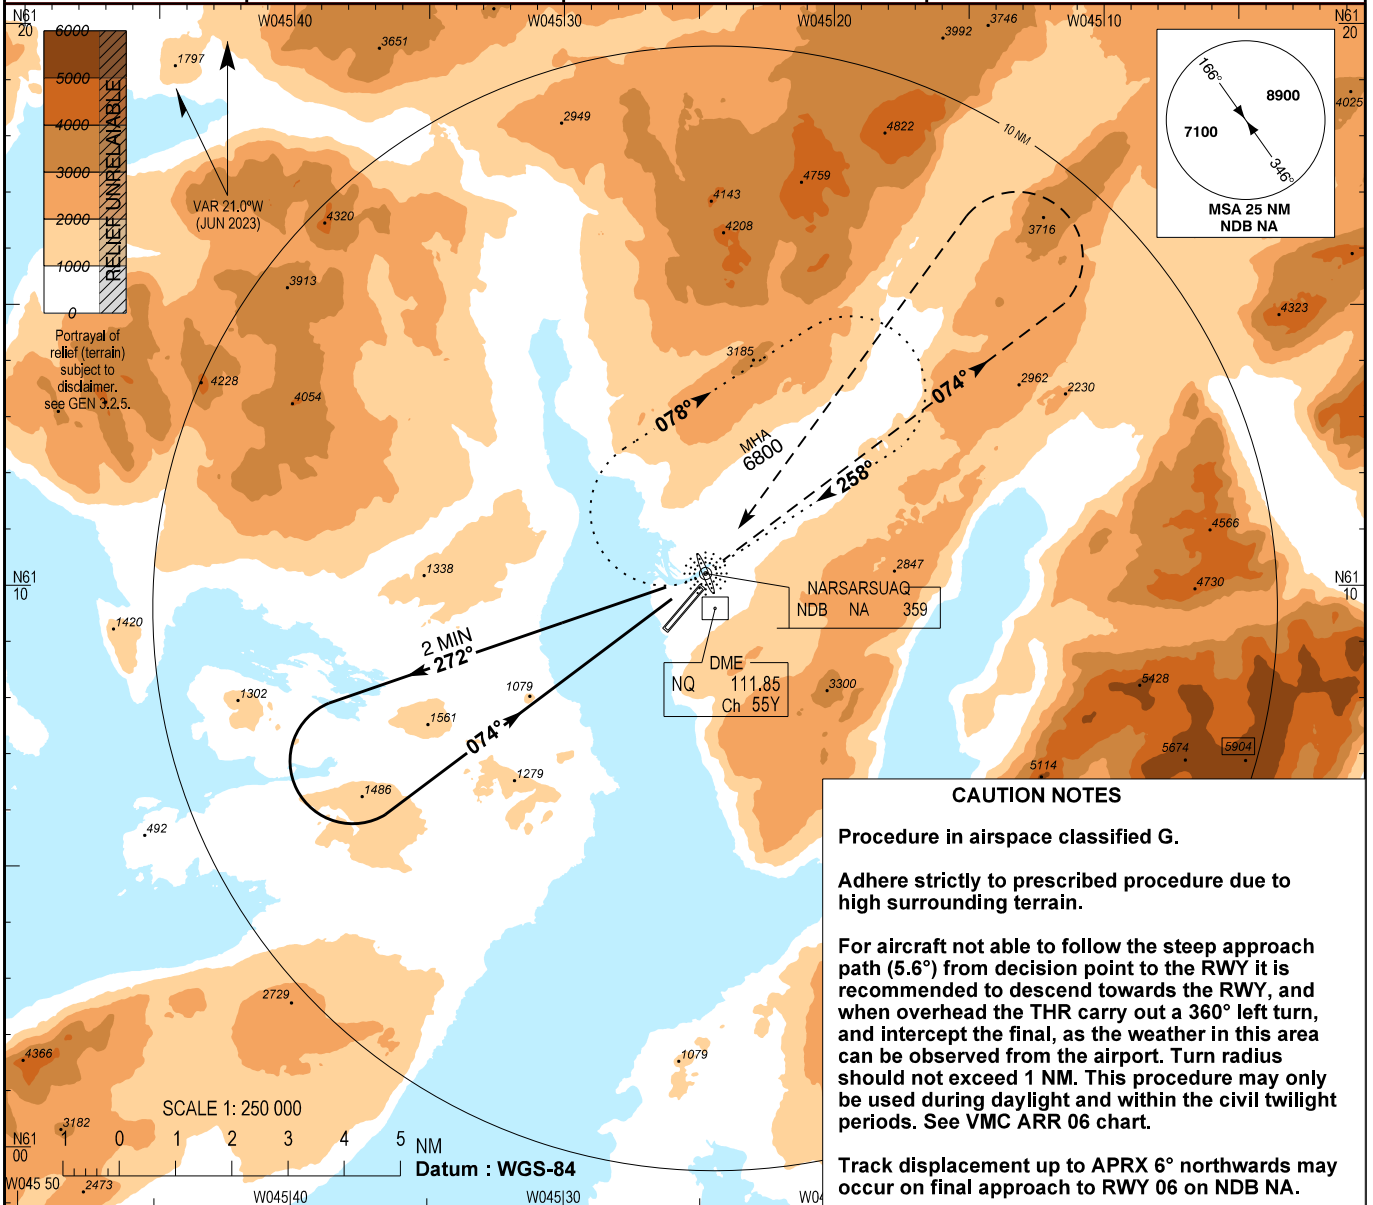 N61
20
W045|40
W045|30
W045|20
W045|10
N61
20
6000
5000
4000
3000
2000
1000
0
RELIEF UNRELAIABLE
Portrayal of
relief (terrain)
subject to
disclaimer.
see GEN 3.2.5.
1797
3651
VAR 21.0°W
(JUN 2023)
4320
3913
4228
4054
2949
4143
4208
4759
4822
3992
3746
10 NM
3716
4025
166°
8900
7100
346°
MSA 25 NM
NDB NA
4323
3185
078°
MHA
6800
074°
258°
2962
2230
4566
4730
2847
1338
N61
10
N61
10
NARSARSUAQ
NDB NA 359
DME
NQ 111.85
Ch 55Y
1420
2 MIN
272°
1302
1079
1561
074°
1279
1486
492
3300
5428
5674
5904
5114
CAUTION NOTES
Procedure in airspace classified G.
Adhere strictly to prescribed procedure due to
high surrounding terrain.
For aircraft not able to follow the steep approach
path (5.6°) from decision point to the RWY it is
recommended to descend towards the RWY, and
when overhead the THR carry out a 360° left turn,
and intercept the final, as the weather in this area
can be observed from the airport. Turn radius
should not exceed 1 NM. This procedure may only
be used during daylight and within the civil twilight
periods. See VMC ARR 06 chart.
Track displacement up to APRX 6° northwards may
occur on final approach to RWY 06 on NDB NA.
2729
4366
1079
3182
2473
SCALE 1: 250 000
1 0 1 2 3 4 5 NM
Datum : WGS-84
N61
00
W045 50
W045|40
W045|30
W04